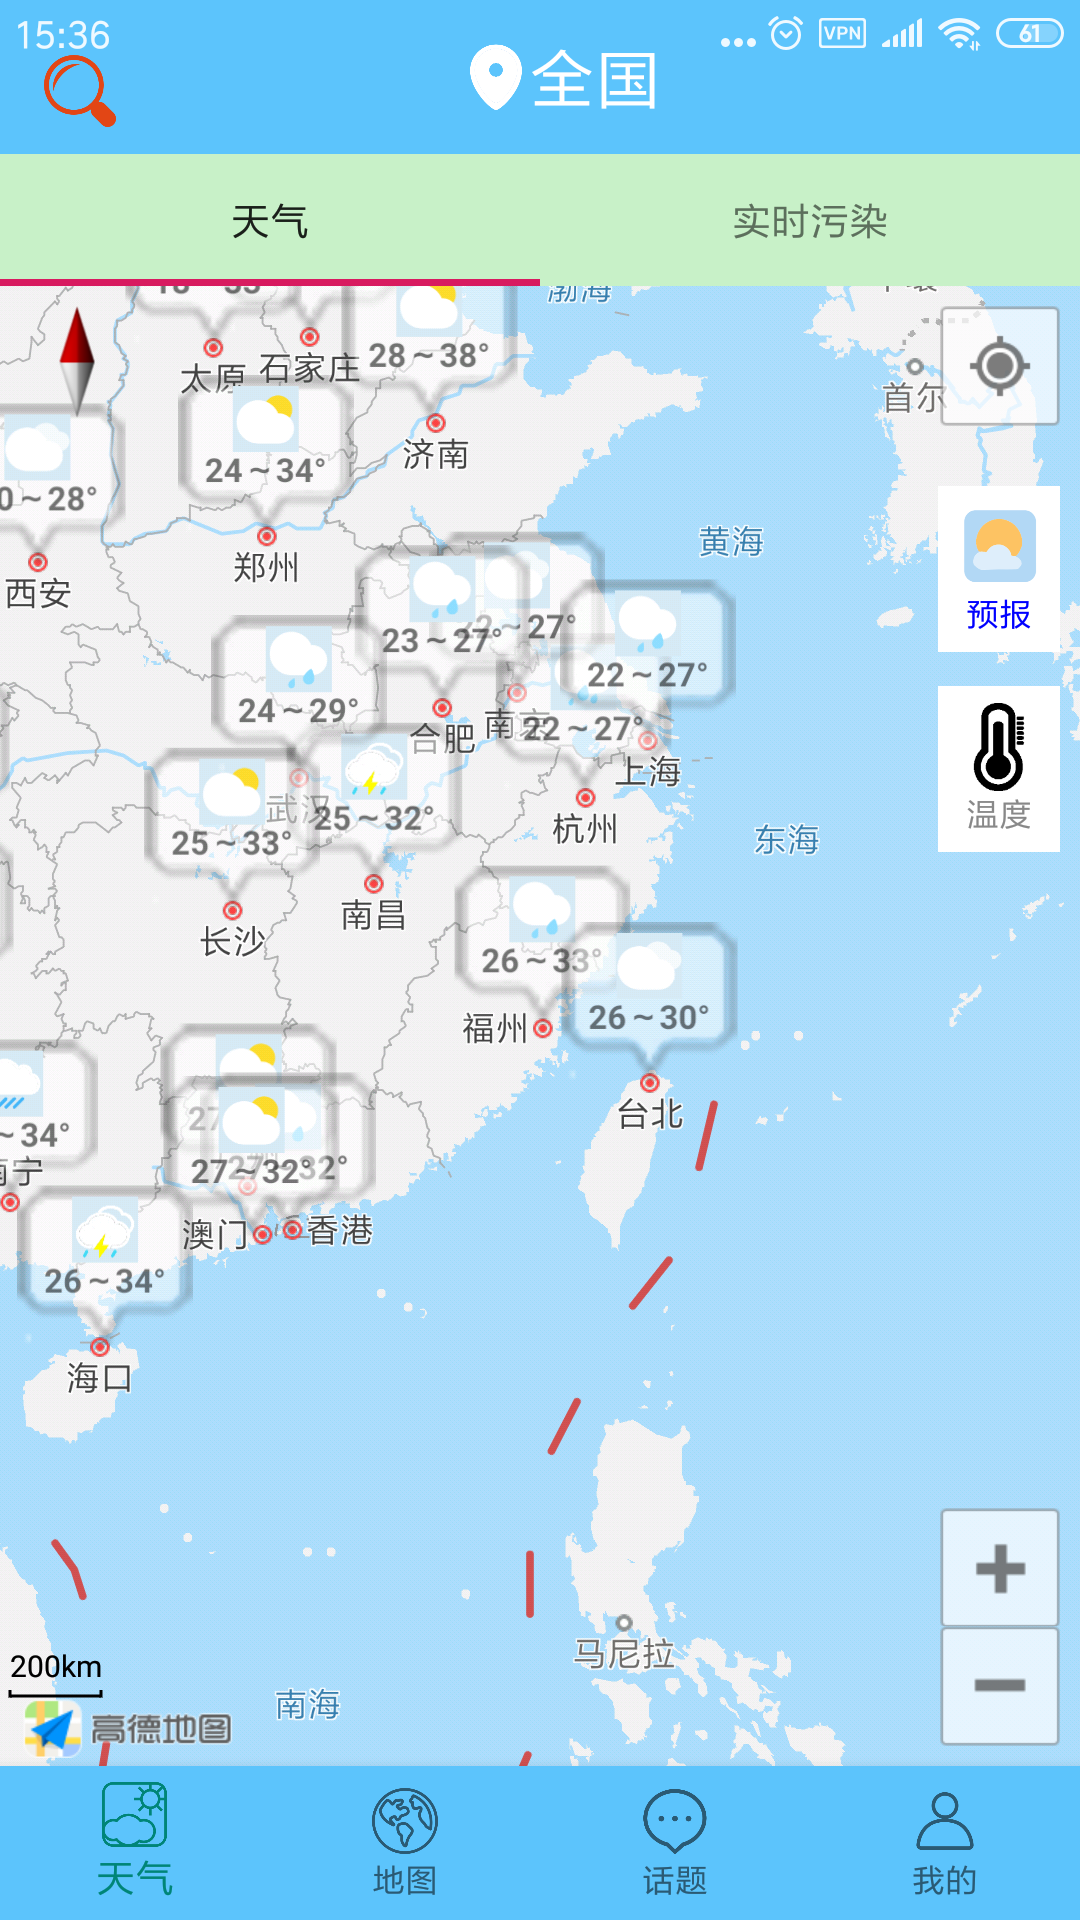 15:36
VPN
61
全国
天气
实时污染
渤海
28～38°
太原
石家庄
首尔
济南
24～34°
0～28°
郑州
黄海
西安
预报
23～27°
22～27°
22～27°
24～29°
合肥
南京
22～27°
上海
武汉
25～32°
温度
25～33°
杭州
东海
南昌
长沙
26～33°
26～30°
福州
台北
～34°
27～32°
南宁
澳门
香港
26～34°
海口
马尼拉
200km
南海
高德地图
天气
地图
话题
我的